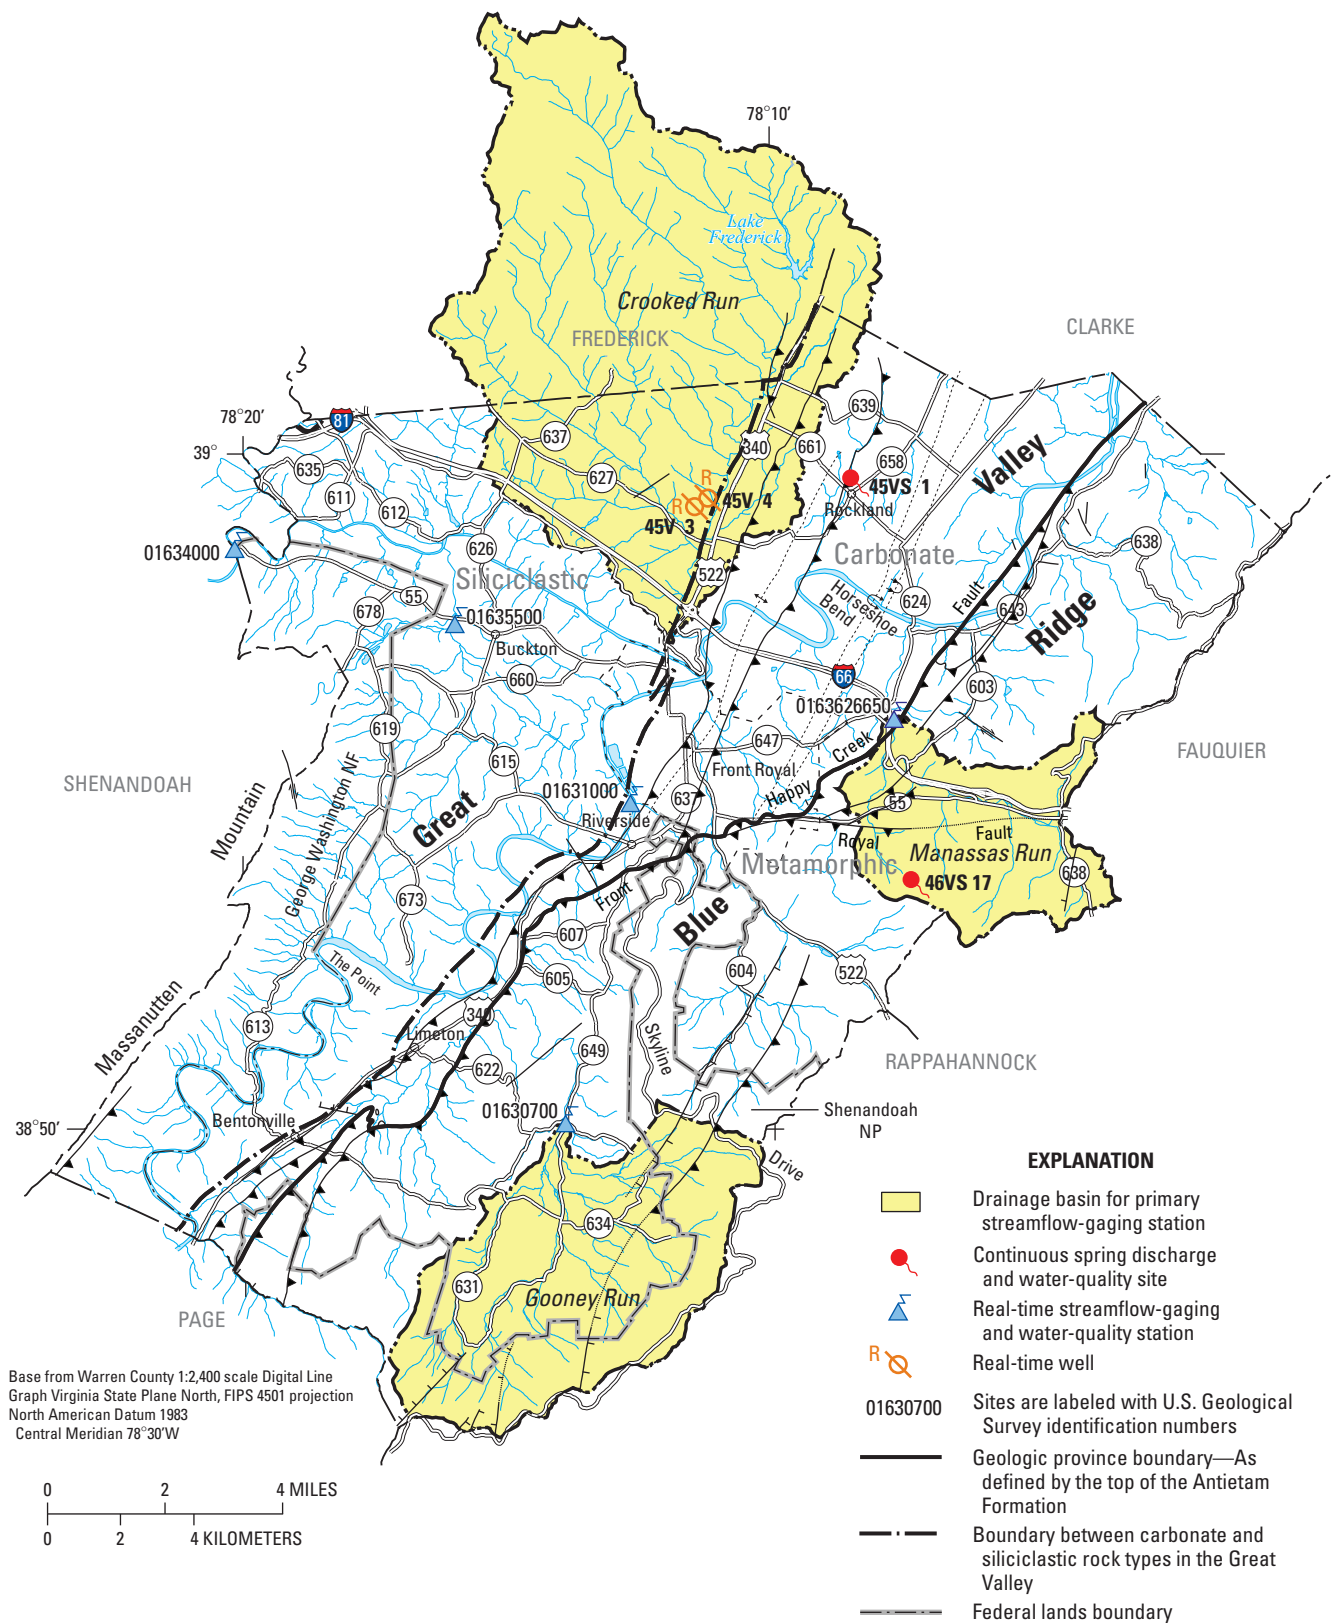 78°10′
Lake
Frederick
Crooked Run
FREDERICK
CLARKE
78°20′
39°
81
639
637
340
661
635
627
658
Valley
611
R
45VS 1
612
R
45V 4
Rockland
45V 3
01634000
626
638
Carbonate
522
Siliciclastic
55
678
01635500
Horseshoe
Bend
624
Fault
643
Ridge
Buckton
660
66
603
0163626650
619
647
Creek
FAUQUIER
615
Front Royal
SHENANDOAH
George Washington NF
01631000
637
Happy
55
Great
Riverside
Royal
Fault
Mountain
Metamorphic
Manassas Run
46VS 17
638
673
Front
Blue
607
The Point
605
604
522
Massanutten
613
340
Limeton
649
Skyline
622
RAPPAHANNOCK
01630700
Shenandoah
NP
38°50′
Bentonville
Drive
634
631
Gooney Run
PAGE
Base from Warren County 1:2,400 scale Digital Line
Graph Virginia State Plane North, FIPS 4501 projection
North American Datum 1983
Central Meridian 78°30′W
0 2 4 MILES
0 2 4 KILOMETERS
EXPLANATION
Drainage basin for primary
streamflow-gaging station
Continuous spring discharge
and water-quality site
Real-time streamflow-gaging
and water-quality station
R
Real-time well
01630700
Sites are labeled with U.S. Geological
Survey identification numbers
Geologic province boundary—As
defined by the top of the Antietam
Formation
Boundary between carbonate and
siliciclastic rock types in the Great
Valley
Federal lands boundary